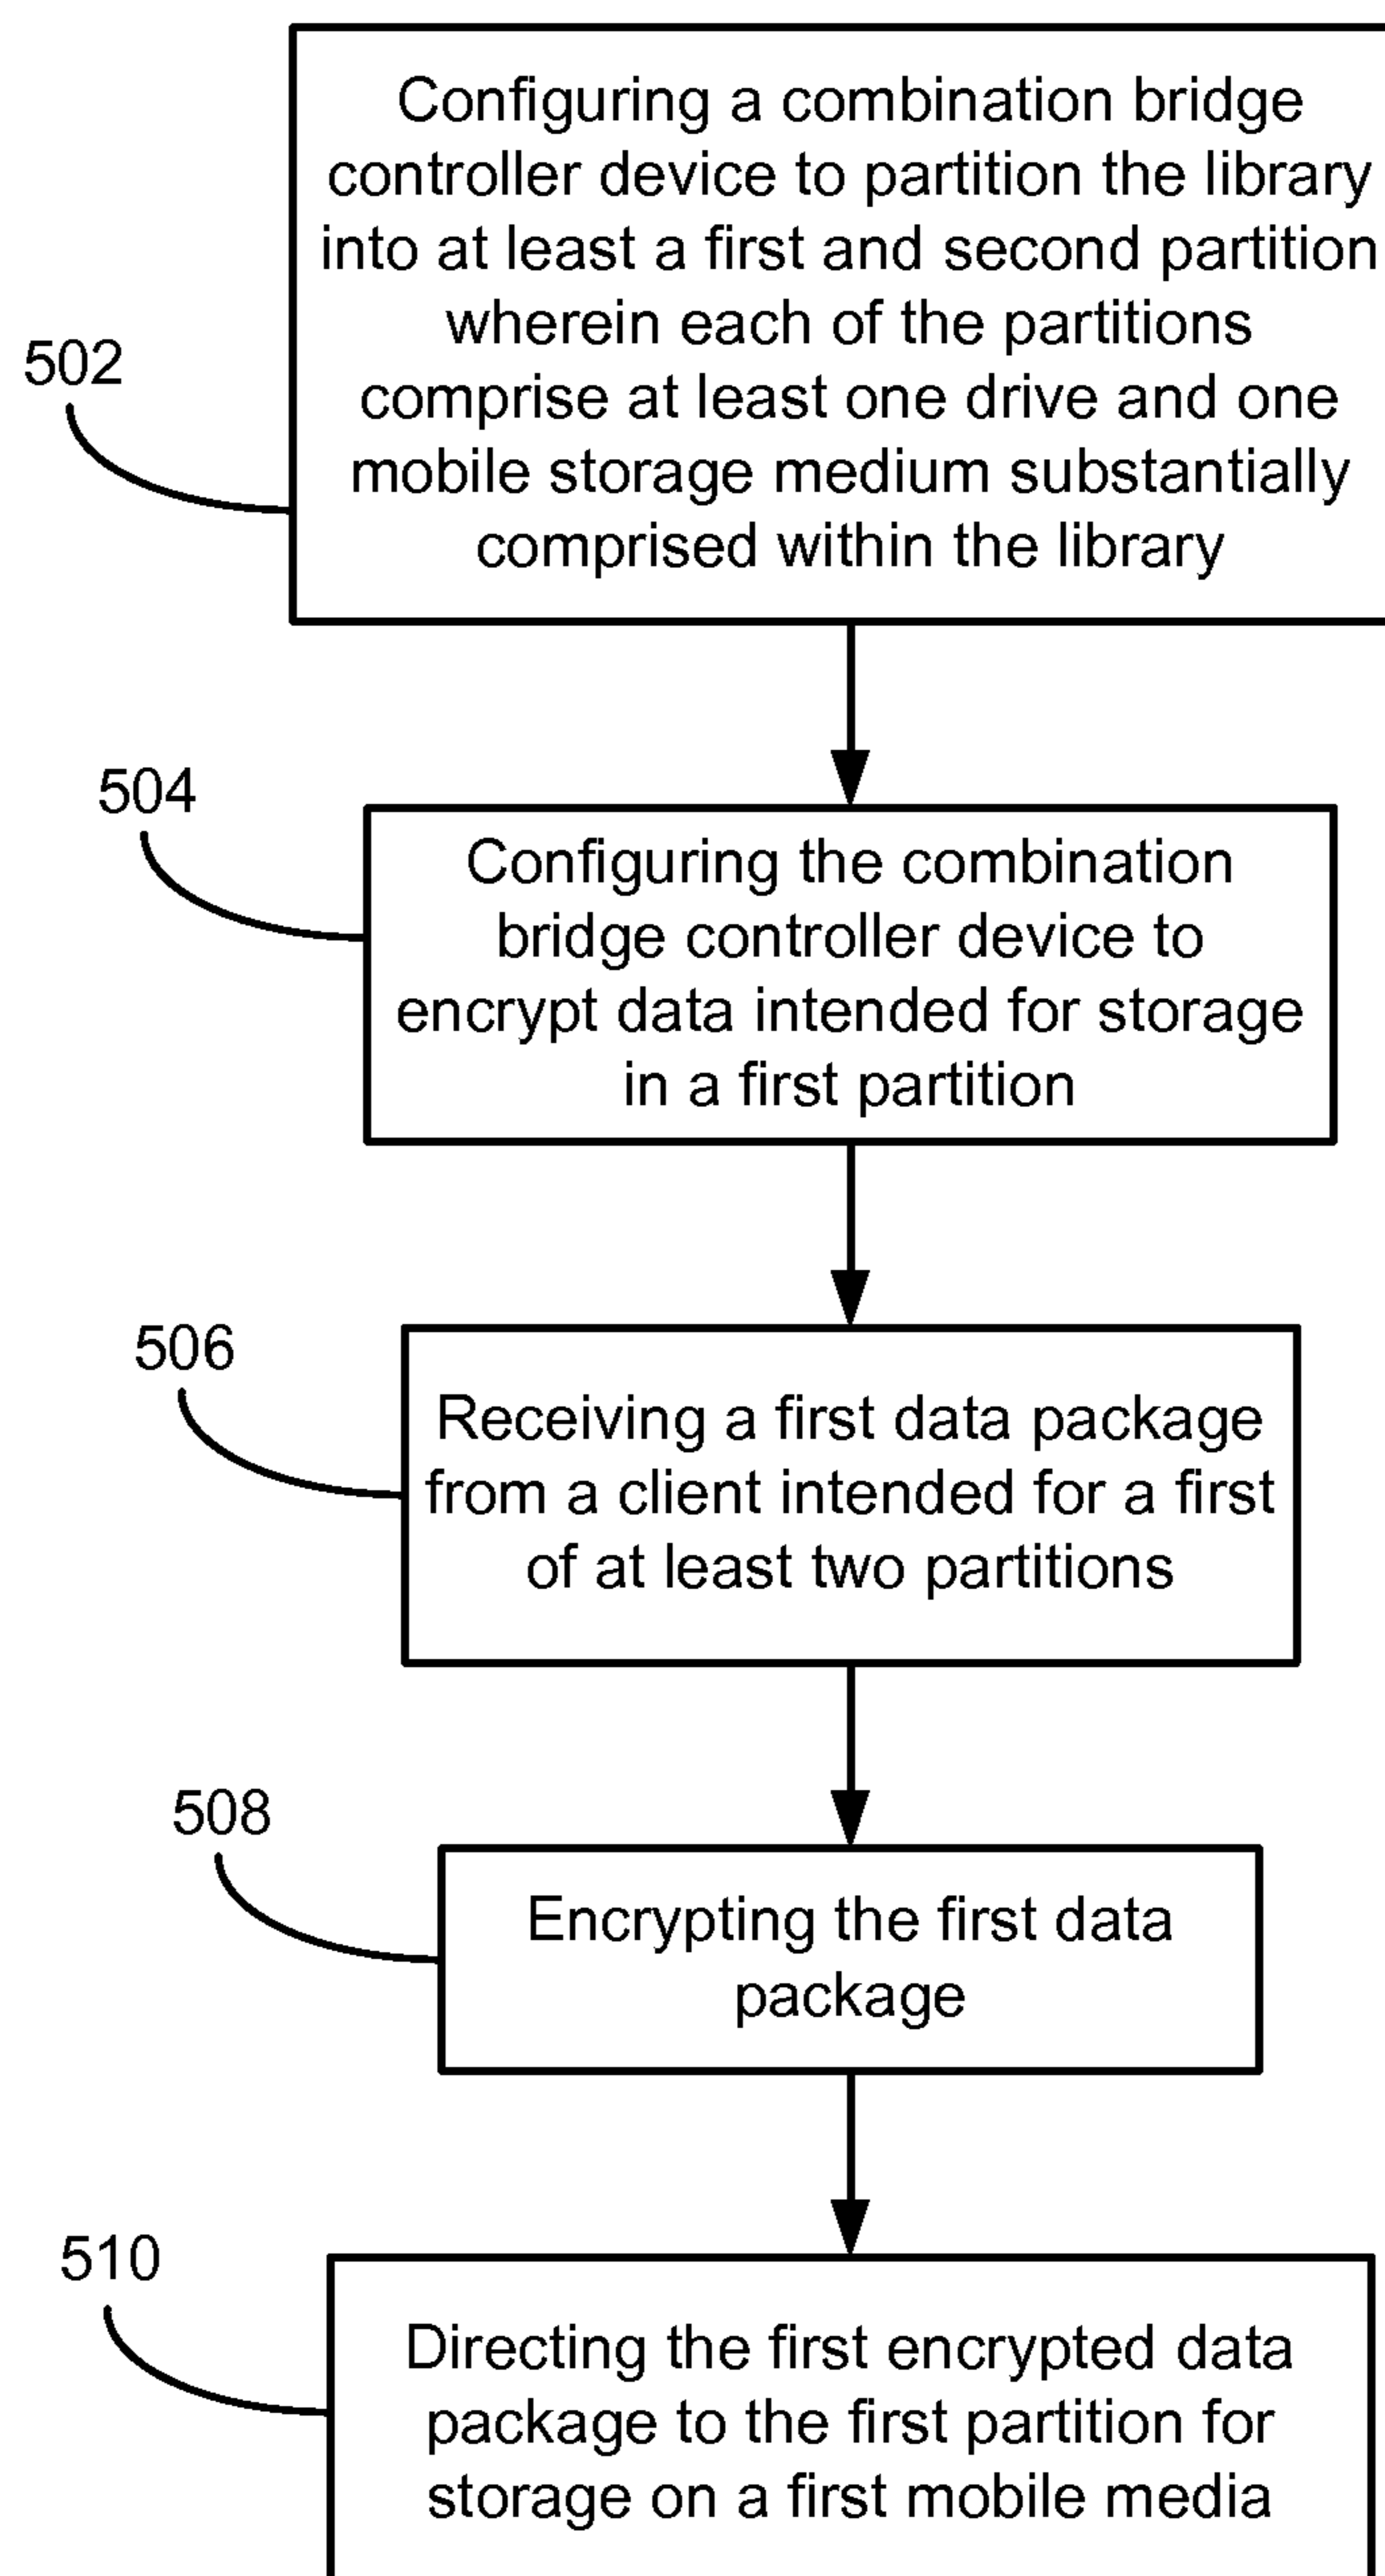 Configuring a combination bridge
controller device to partition the library
into at least a first and second partition
wherein each of the partitions
comprise at least one drive and one
mobile storage medium substantially
comprised within the library
502
504
Configuring the combination
bridge controller device to
encrypt data intended for storage
in a first partition
506
Receiving a first data package
from a client intended for a first
of at least two partitions
508
Encrypting the first data
package
510
Directing the first encrypted data
package to the first partition for
storage on a first mobile media